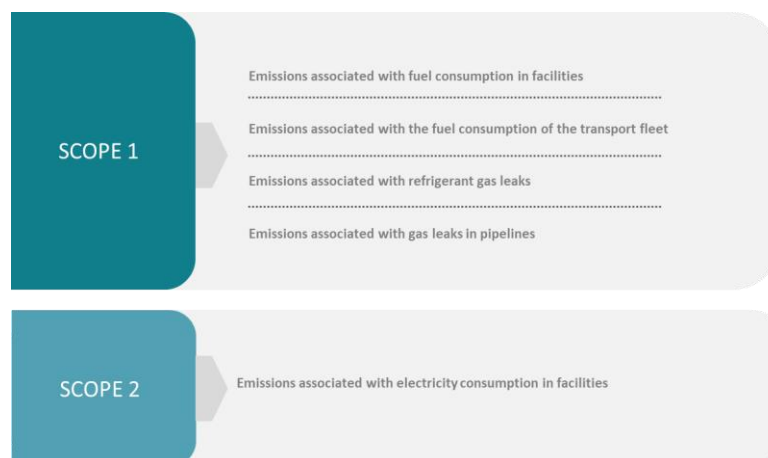 SCOPE 1
Emissions associated with fuel consumption in facilities
Emissions associated with the fuel consumption of the transport fleet
Emissions associated with refrigerant gas leaks
Emissions associated with gas leaks in pipelines
SCOPE 2
Emissions associated with electricity consumption in facilities